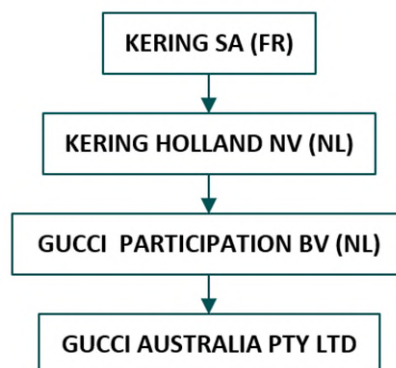 KERING SA (FR)
KERING HOLLAND NV (NL)
GUCCI PARTICIPATION BV (NL)
GUCCI AUSTRALIA PTY LTD